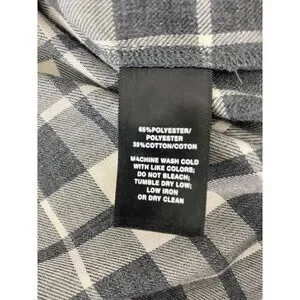 65%POLYESTER/
POLYESTER
35%COTTON/COTON
MACHINE WASH COLD
WITH LIKE COLORS;
DO NOT BLEACH;
TUMBLE DRY LOW;
LOW IRON
OR DRY CLEAN